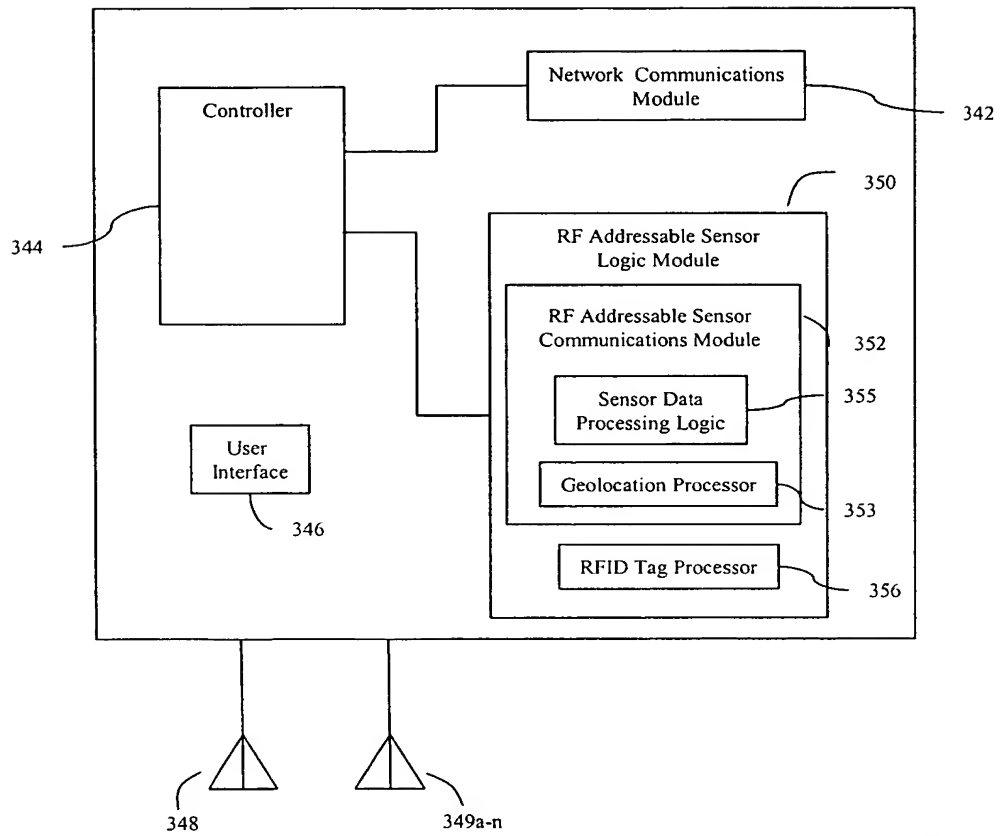 Controller
Network Communications
Module
342
344
350
RF Addressable Sensor
Logic Module
RF Addressable Sensor
Communications Module
352
Sensor Data
Processing Logic
355
Geolocation Processor
353
RFID Tag Processor
356
User
Interface
346
348
349a-n